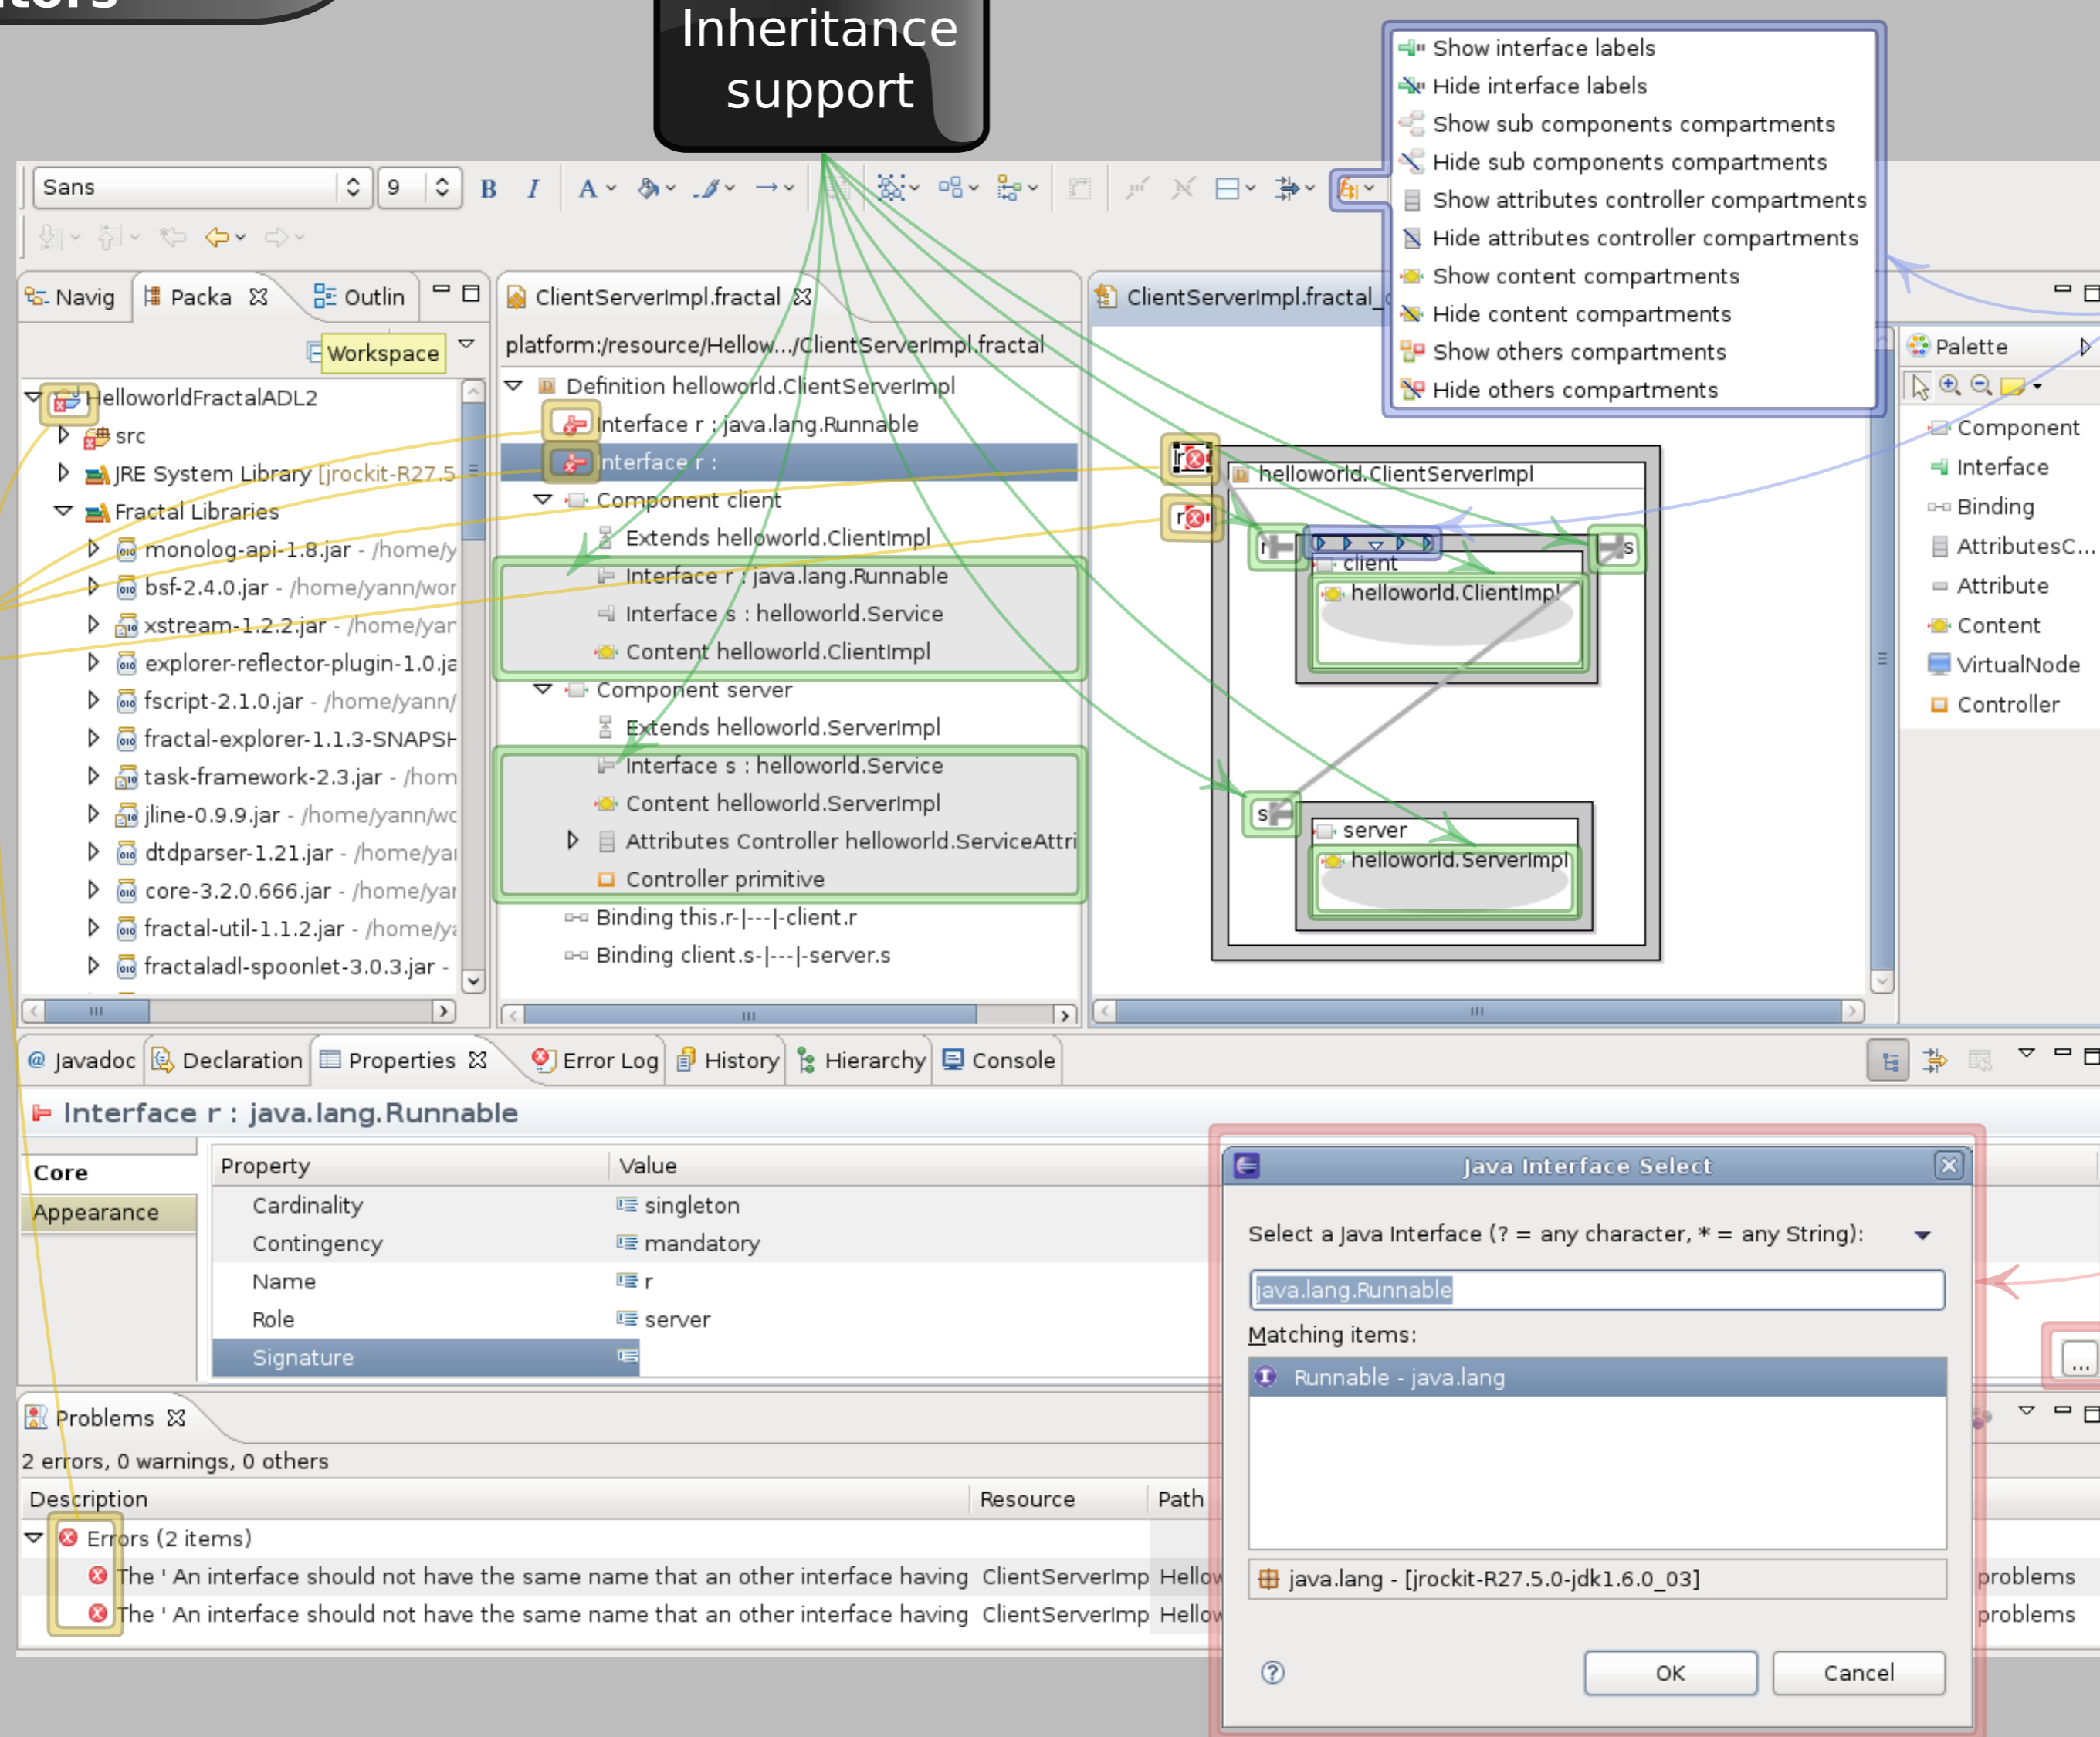 Inheritance
support
Show interface labels
Hide interface labels
Show sub components compartments
Hide sub components compartments
Show attributes controller compartments
Hide attributes controller compartments
Show content compartments
Hide content compartments
Show others compartments
Hide others compartments
Sans 9 B I A
Navig Packa Outlin
Workspace
HelloworldFractalADL2
src
JRE System Library [jrockit-R27.5
Fractal Libraries
monolog-api-1.8.jar - /home/y
bsf-2.4.0.jar - /home/yann/wor
xstream-1.2.2.jar - /home/yar
explorer-reflector-plugin-1.0.ja
fscript-2.1.0.jar - /home/yann/
fractal-explorer-1.1.3-SNAPSH
task-framework-2.3.jar - /hom
jline-0.9.9.jar - /home/yann/wo
dtdparser-1.21.jar - /home/yar
core-3.2.0.666.jar - /home/yar
fractal-util-1.1.2.jar - /home/ya
fractaladl-spoonlet-3.0.3.jar -
ClientServerImpl.fractal
platform:/resource/Hellow.../ClientServerImpl.fractal
Definition helloworld.ClientServerImpl
Interface r : java.lang.Runnable
Interface r :
Component client
Extends helloworld.ClientImpl
Interface r : java.lang.Runnable
Interface s : helloworld.Service
Content helloworld.ClientImpl
Component server
Extends helloworld.ServerImpl
Interface s : helloworld.Service
Content helloworld.ServerImpl
Attributes Controller helloworld.ServiceAttri
Controller primitive
Binding this.r-|---|-client.r
Binding client.s-|---|-server.s
ClientServerImpl.fractal_
helloworld.ClientServerImpl
r
r
r
s
client
helloworld.ClientImpl
s
server
helloworld.ServerImpl
Palette
Component
Interface
Binding
AttributesC...
Attribute
Content
VirtualNode
Controller
Javadoc Declaration Properties Error Log History Hierarchy Console
Interface r : java.lang.Runnable
Core
Appearance
Property Value
Cardinality singleton
Contingency mandatory
Name r
Role server
Signature
...
Java Interface Select
Select a Java Interface (? = any character, * = any String):
java.lang.Runnable
Matching items:
Runnable - java.lang
java.lang - [jrockit-R27.5.0-jdk1.6.0_03]
OK Cancel
Problems
2 errors, 0 warnings, 0 others
Description Resource Path
Errors (2 items)
The ' An interface should not have the same name that an other interface having ClientServerImp Hellow problems
The ' An interface should not have the same name that an other interface having ClientServerImp Hellow problems